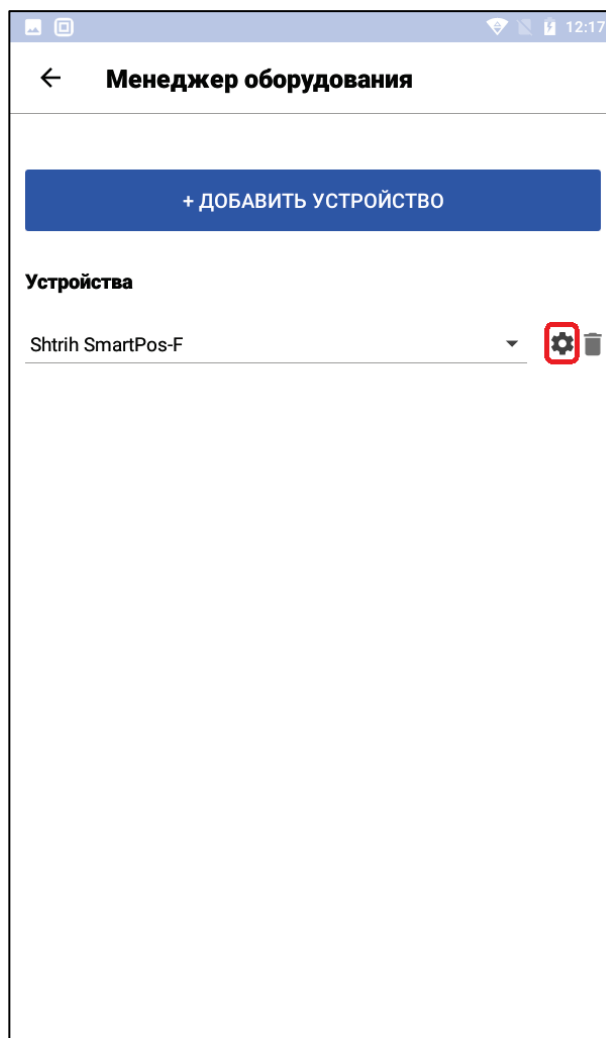 12:17
Менеджер оборудования
+ ДОБАВИТЬ УСТРОЙСТВО
Устройства
Shtrih SmartPos-F